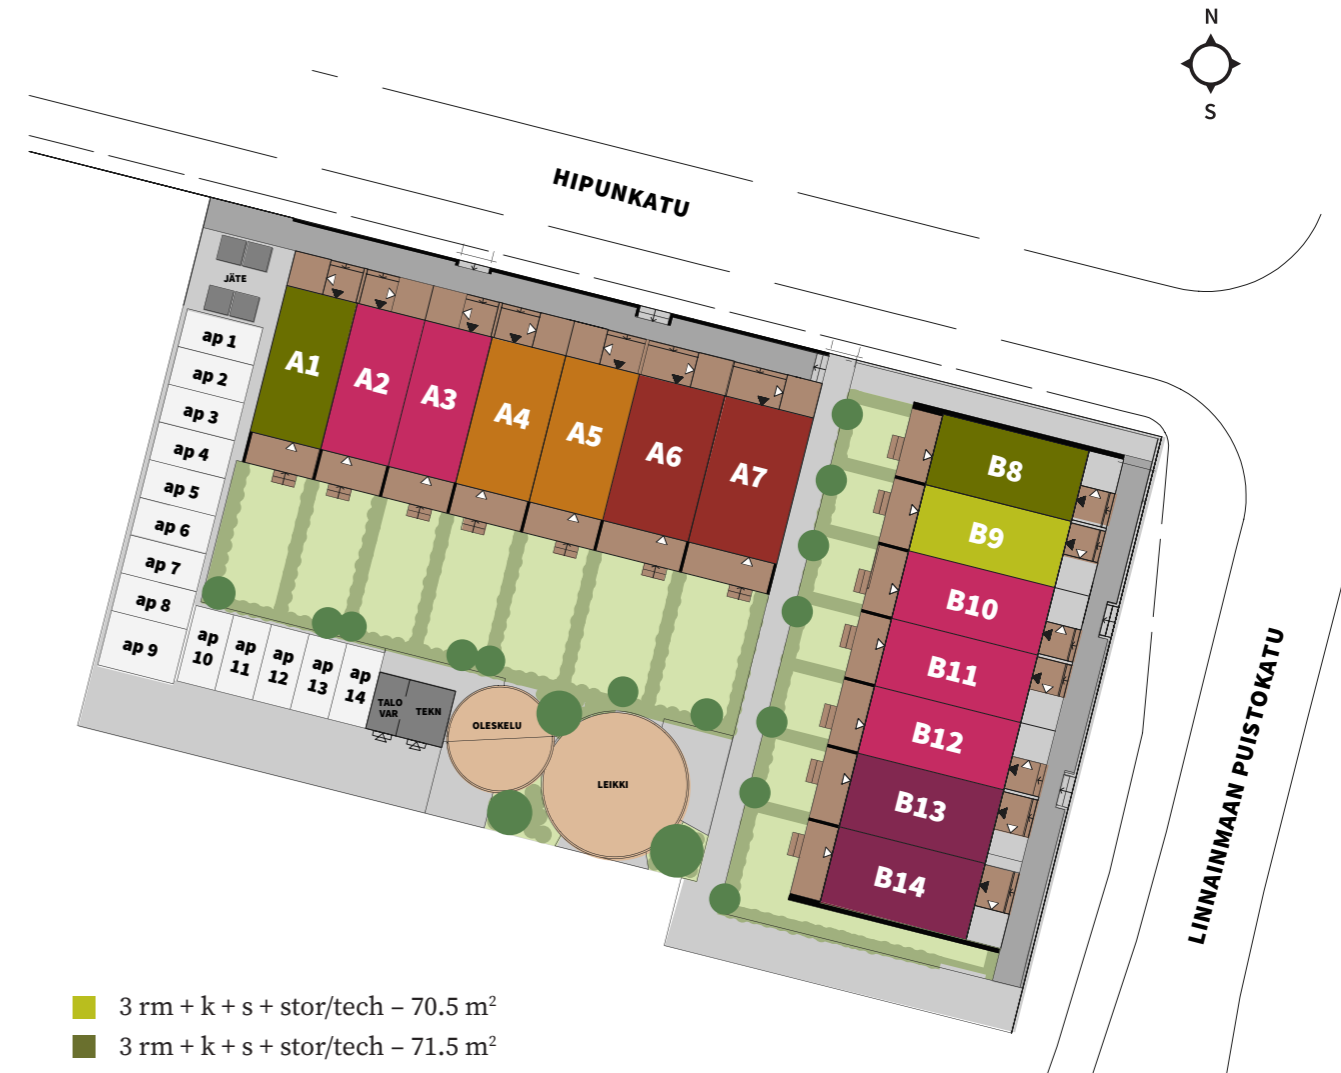 N
S
HIPUNKATU
JÄTE
ap 1
ap 2
ap 3
ap 4
ap 5
ap 6
ap 7
ap 8
ap 9
ap 10
ap 11
ap 12
ap 13
ap 14
A1
A2
A3
A4
A5
A6
A7
TALO
VAR
TEKN
OLESKELU
LEIKKI
B8
B9
B10
B11
B12
B13
B14
LINNAINMAAN PUISTOKATU
3 rm + k + s + stor/tech – 70.5 m²
3 rm + k + s + stor/tech – 71.5 m²